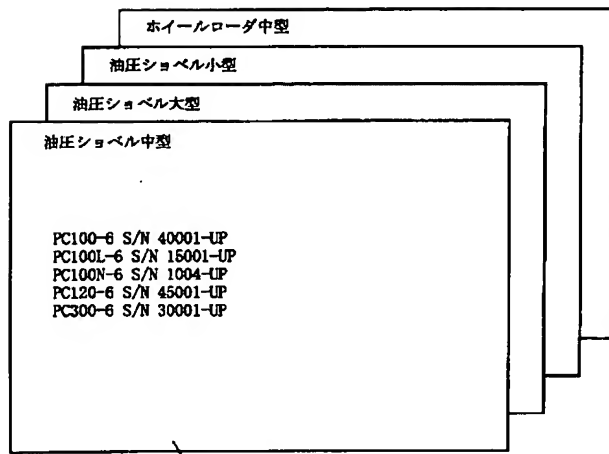 ホイールローダ中型
油圧ショベル小型
油圧ショベル大型
油圧ショベル中型
PC100-6 S/N 40001-UP
PC100L-6 S/N 15001-UP
PC100N-6 S/N 1004-UP
PC120-6 S/N 45001-UP
PC300-6 S/N 30001-UP